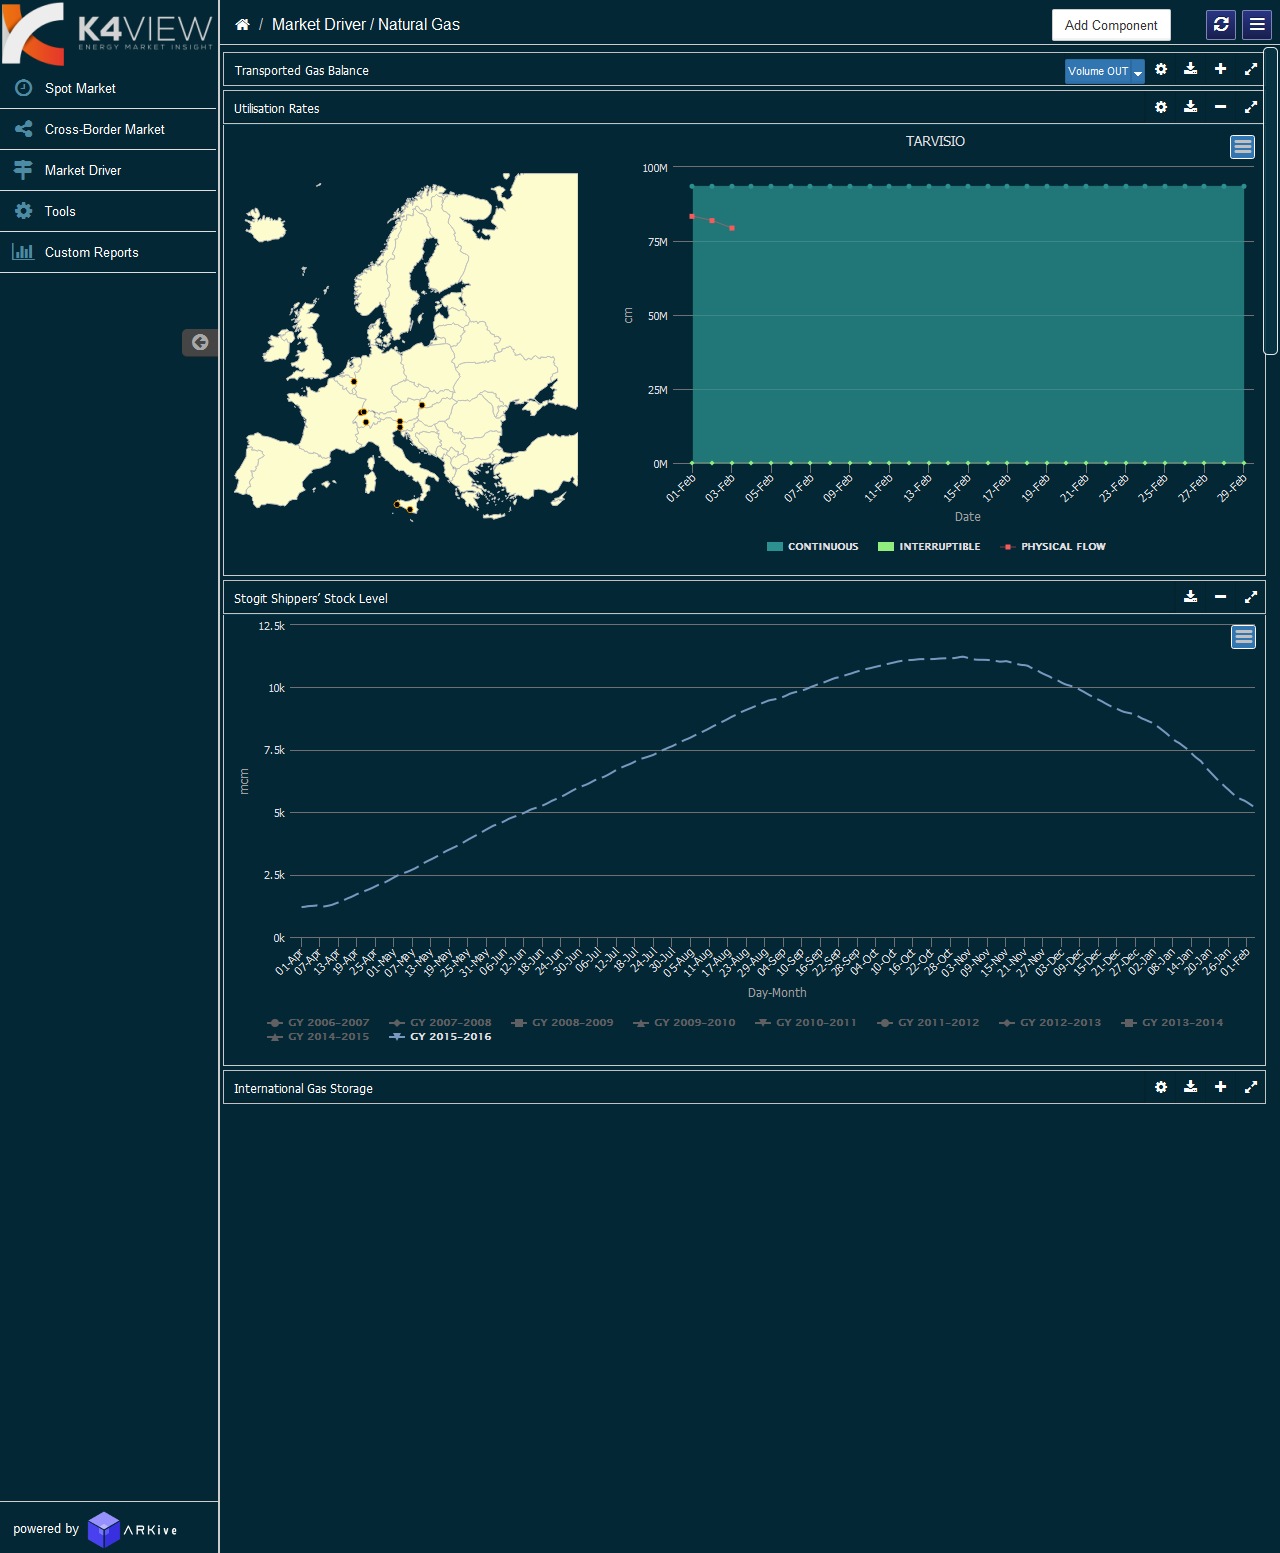 K4VIEW
ENERGY MARKET INSIGHT
/ Market Driver / Natural Gas
Add Component
Spot Market
Cross-Border Market
Market Driver
Tools
Custom Reports
Transported Gas Balance
Volume OUT
Utilisation Rates
TARVISIO
100M
75M
50M
25M
0M
cm
01-Feb 03-Feb 05-Feb 07-Feb 09-Feb 11-Feb 13-Feb 15-Feb 17-Feb 19-Feb 21-Feb 23-Feb 25-Feb 27-Feb 29-Feb
Date
CONTINUOUS INTERRUPTIBLE PHYSICAL FLOW
Stogit Shippers’ Stock Level
12.5k
10k
7.5k
5k
2.5k
0k
mcm
01-Apr 07-Apr 13-Apr 19-Apr 25-Apr 01-May 07-May 13-May 19-May 25-May 31-May 06-Jun 12-Jun 18-Jun 24-Jun 30-Jun 06-Jul 12-Jul 18-Jul 24-Jul 30-Jul 05-Aug 11-Aug 17-Aug 23-Aug 29-Aug 04-Sep 10-Sep 16-Sep 22-Sep 28-Sep 04-Oct 10-Oct 16-Oct 22-Oct 28-Oct 03-Nov 09-Nov 15-Nov 21-Nov 27-Nov 03-Dec 09-Dec 15-Dec 21-Dec 27-Dec 02-Jan 08-Jan 14-Jan 20-Jan 26-Jan 01-Feb
Day-Month
GY 2006-2007 GY 2007-2008 GY 2008-2009 GY 2009-2010 GY 2010-2011 GY 2011-2012 GY 2012-2013 GY 2013-2014
GY 2014-2015 GY 2015-2016
International Gas Storage
powered by ARKive